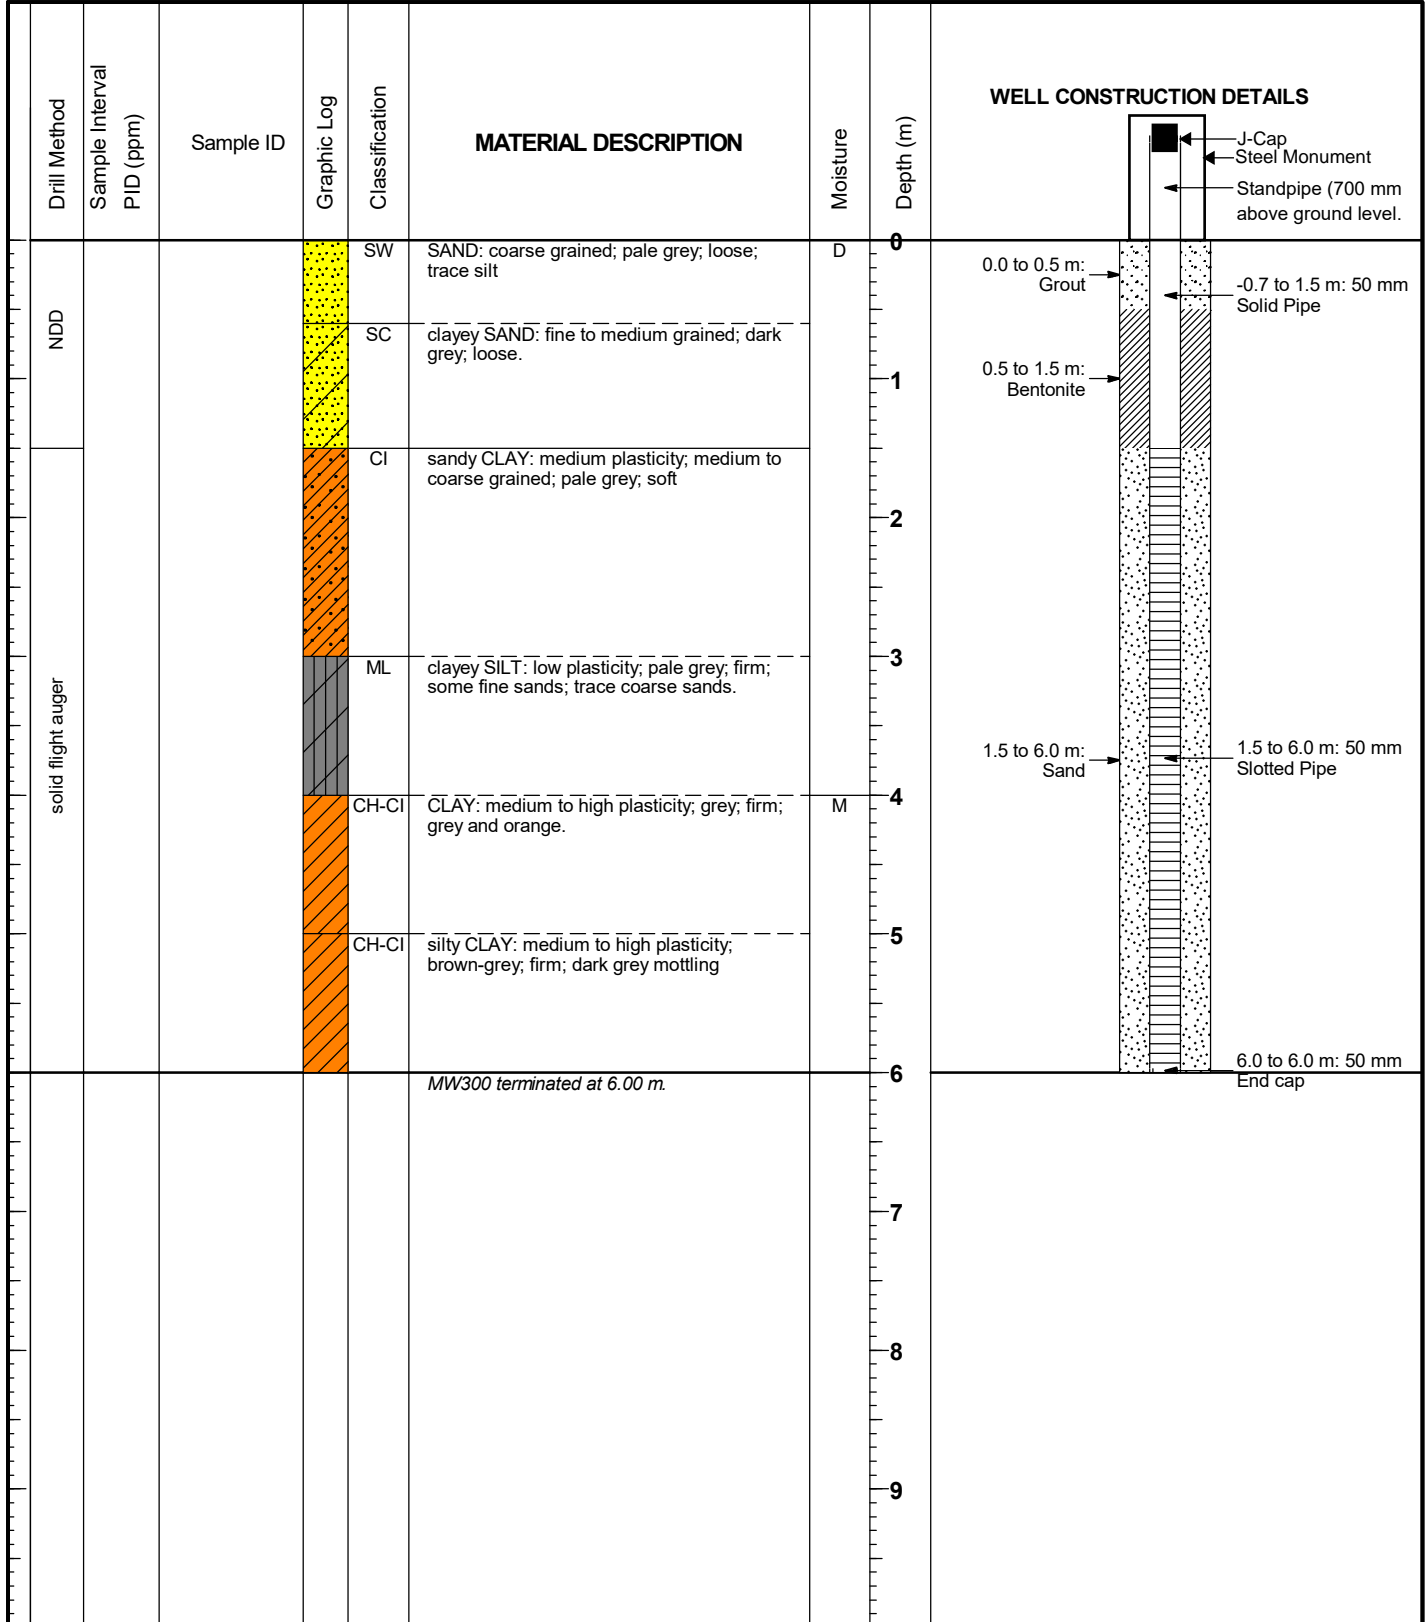 Drill Method
Sample Interval
PID (ppm)
Sample ID
Graphic Log
Classification
MATERIAL DESCRIPTION
Moisture
Depth (m)
WELL CONSTRUCTION DETAILS
J-Cap
Steel Monument
Standpipe (700 mm
above ground level.
NDD
solid flight auger
SW
SAND: coarse grained; pale grey; loose;
trace silt
D
SC
clayey SAND: fine to medium grained; dark
grey; loose.
CI
sandy CLAY: medium plasticity; medium to
coarse grained; pale grey; soft
ML
clayey SILT: low plasticity; pale grey; firm;
some fine sands; trace coarse sands.
CH-CI
CLAY: medium to high plasticity; grey; firm;
grey and orange.
M
CH-CI
silty CLAY: medium to high plasticity;
brown-grey; firm; dark grey mottling
MW300 terminated at 6.00 m.
0
1
2
3
4
5
6
7
8
9
0.0 to 0.5 m:
Grout
-0.7 to 1.5 m: 50 mm
Solid Pipe
0.5 to 1.5 m:
Bentonite
1.5 to 6.0 m:
Sand
1.5 to 6.0 m: 50 mm
Slotted Pipe
6.0 to 6.0 m: 50 mm
End cap